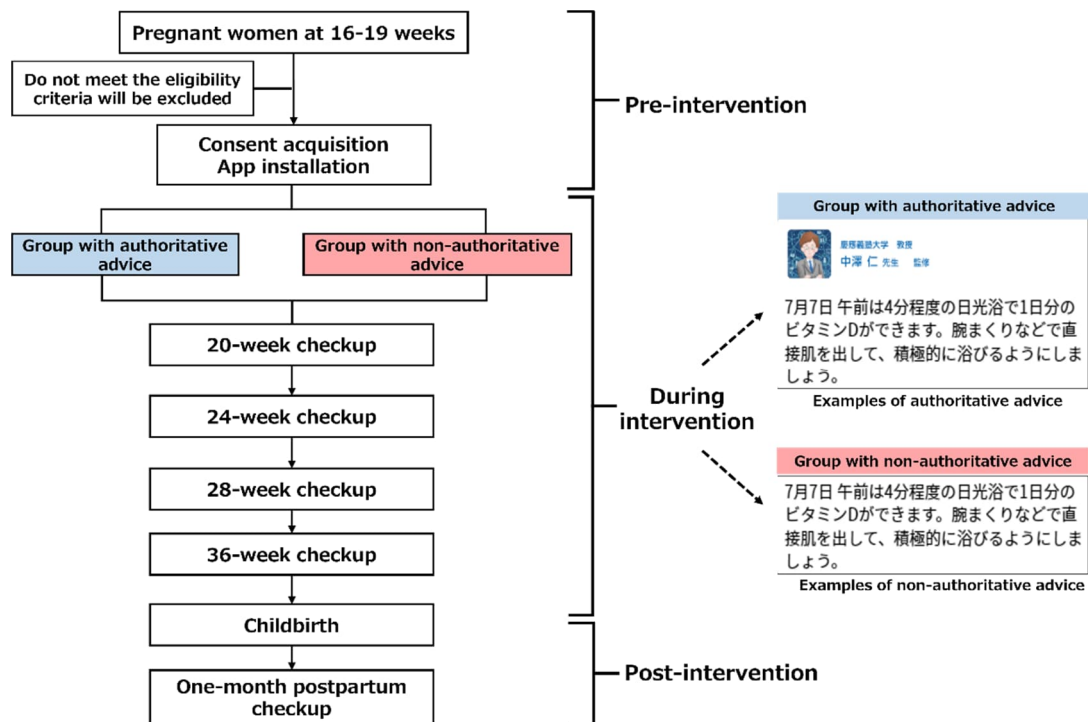 Pregnant women at 16-19 weeks
Do not meet the eligibility
criteria will be excluded
Consent acquisition
App installation
Pre-intervention
Group with authoritative
advice
Group with non-authoritative
advice
20-week checkup
24-week checkup
28-week checkup
36-week checkup
During
intervention
Group with authoritative advice
慶應義塾大学 教授
中澤 仁 先生 監修
7月7日 午前は4分程度の日光浴で1日分の
ビタミンDができます。腕まくりなどで直
接肌を出して、積極的に浴びるようにしま
しょう。
Examples of authoritative advice
Group with non-authoritative advice
7月7日 午前は4分程度の日光浴で1日分の
ビタミンDができます。腕まくりなどで直
接肌を出して、積極的に浴びるようにしま
しょう。
Examples of non-authoritative advice
Childbirth
One-month postpartum
checkup
Post-intervention